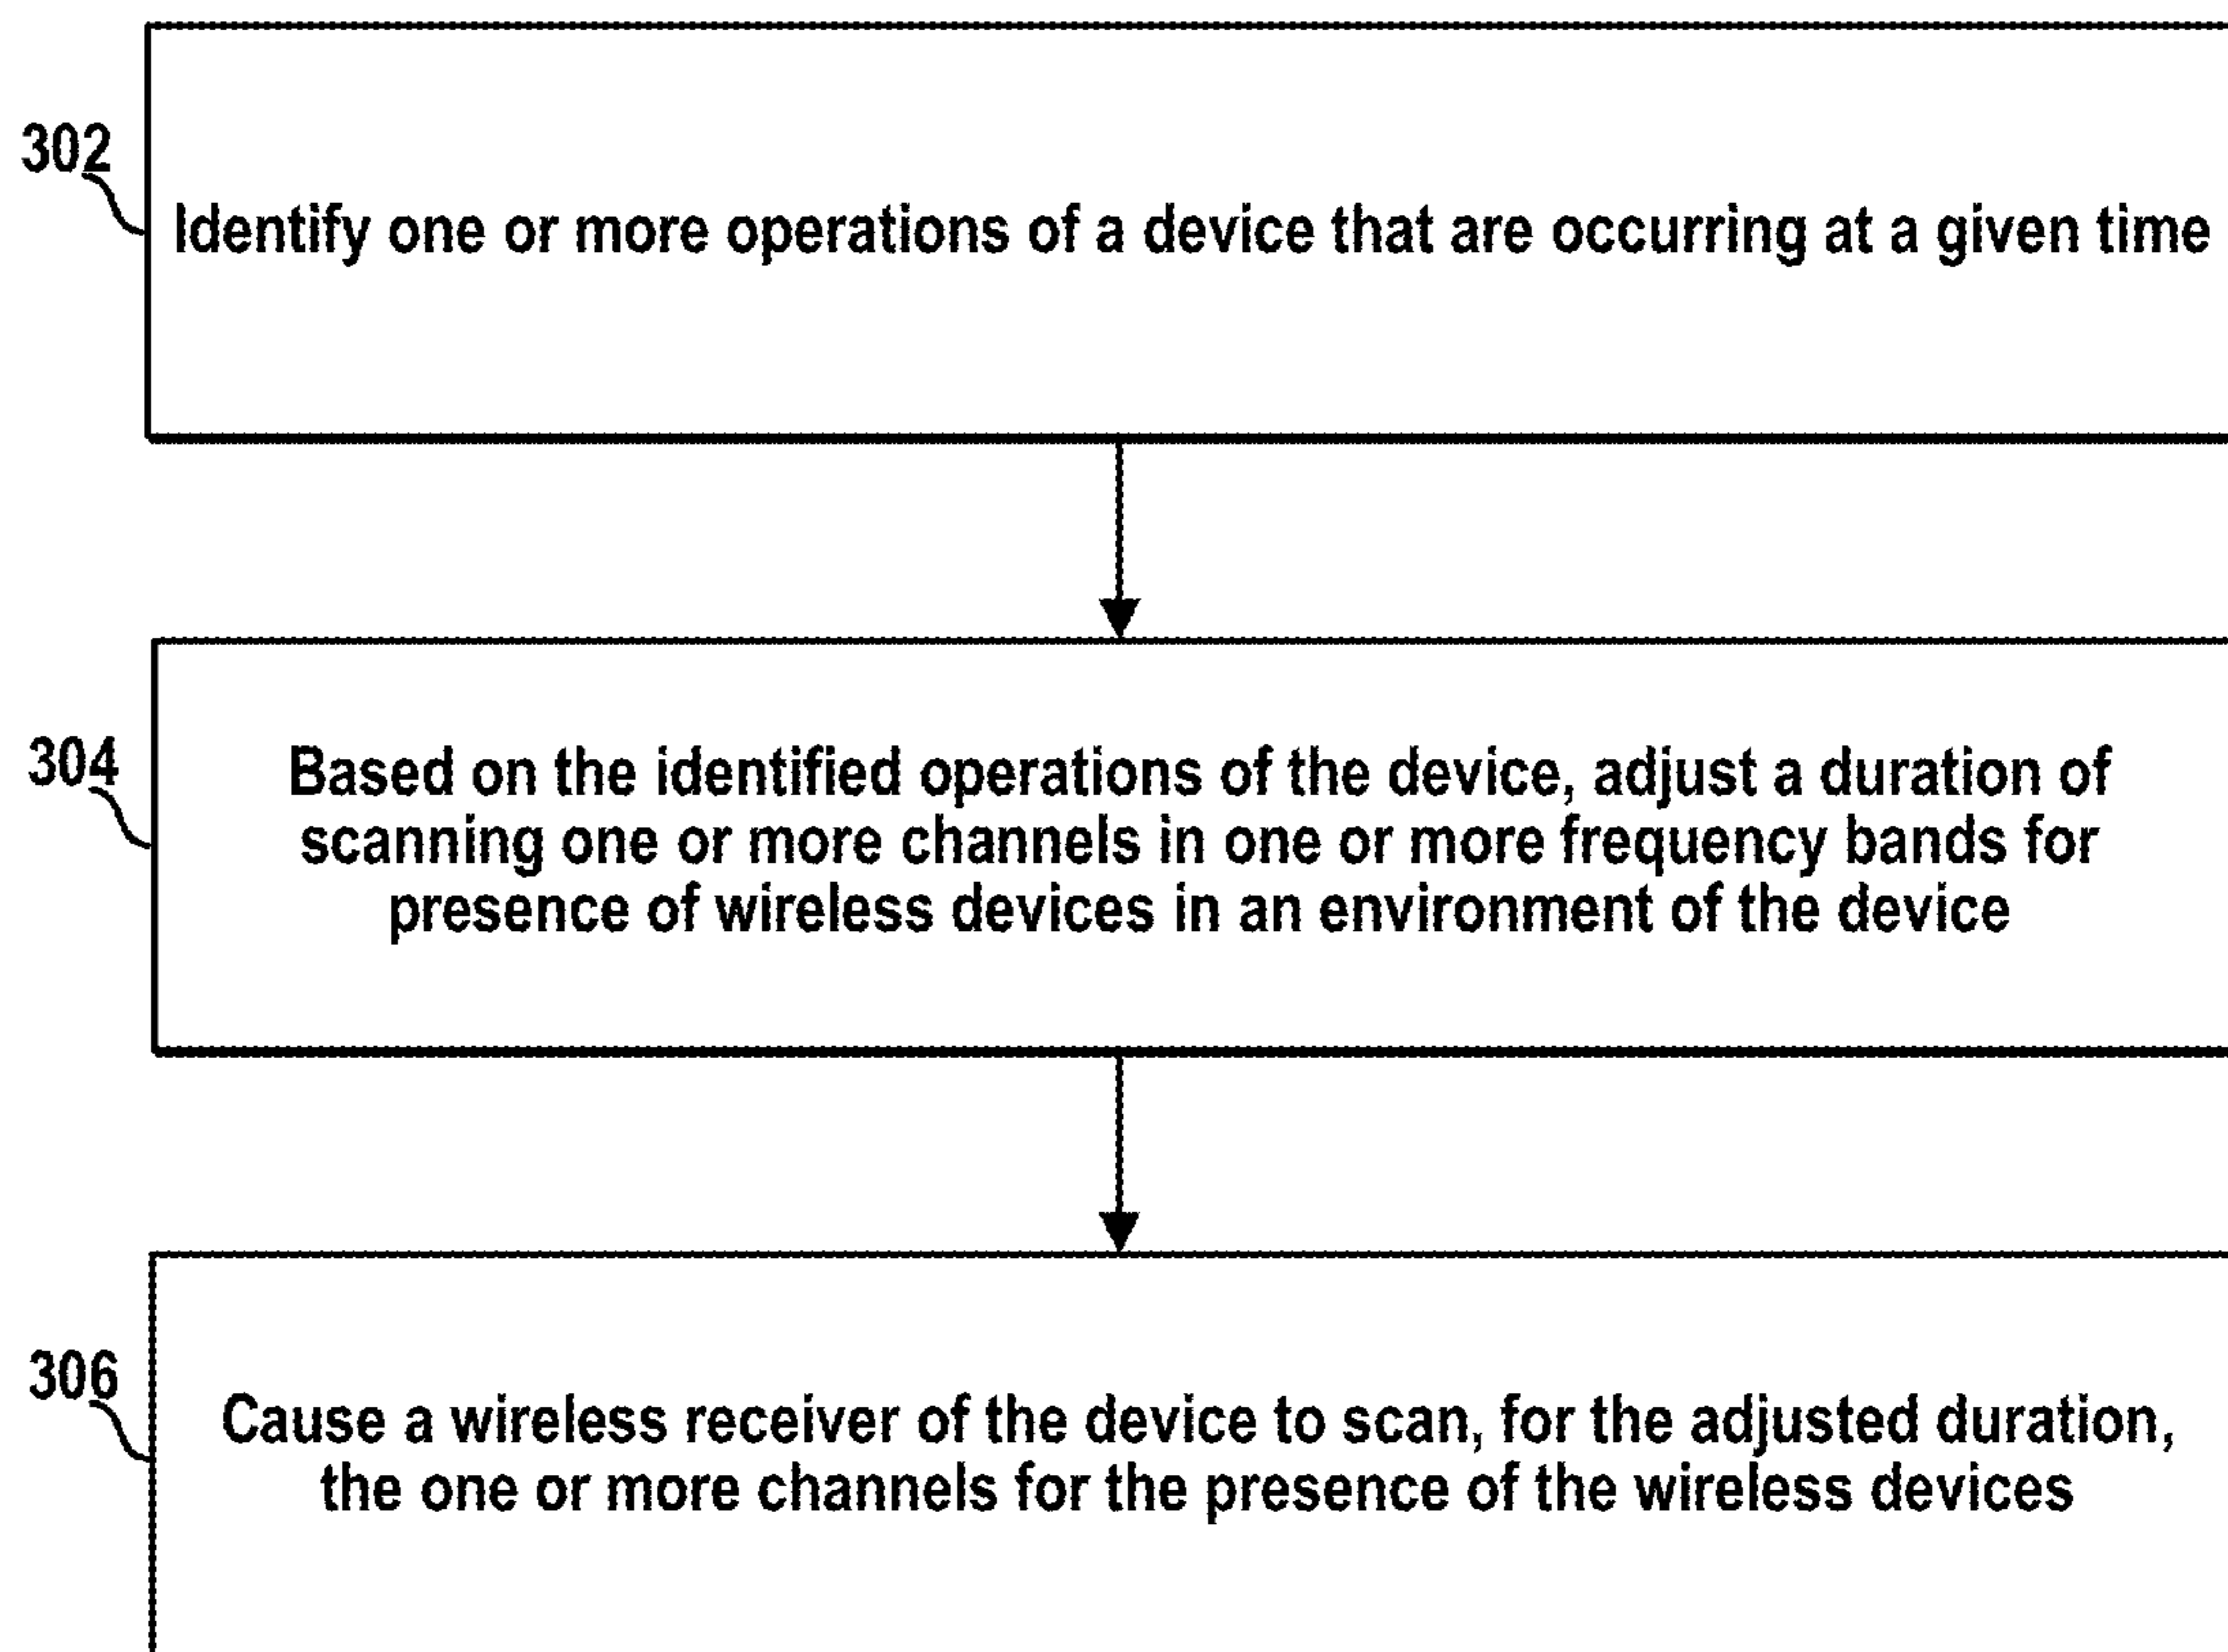 302
Identify one or more operations of a device that are occurring at a given time
304
Based on the identified operations of the device, adjust a duration of
scanning one or more channels in one or more frequency bands for
presence of wireless devices in an environment of the device
306
Cause a wireless receiver of the device to scan, for the adjusted duration,
the one or more channels for the presence of the wireless devices